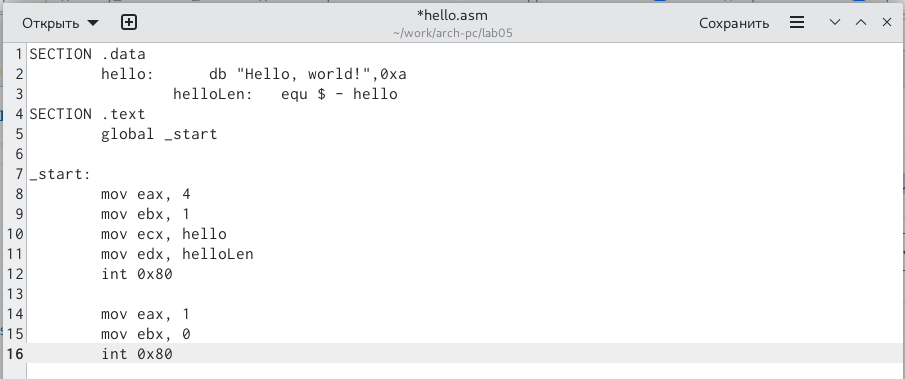 Открыть *hello.asm Сохранить
~/work/arch-pc/lab05
1 SECTION .data
2 hello: db "Hello, world!",0xa
3 helloLen: equ $ - hello
4 SECTION .text
5 global _start
6
7 _start:
8 mov eax, 4
9 mov ebx, 1
10 mov ecx, hello
11 mov edx, helloLen
12 int 0x80
13
14 mov eax, 1
15 mov ebx, 0
16 int 0x80